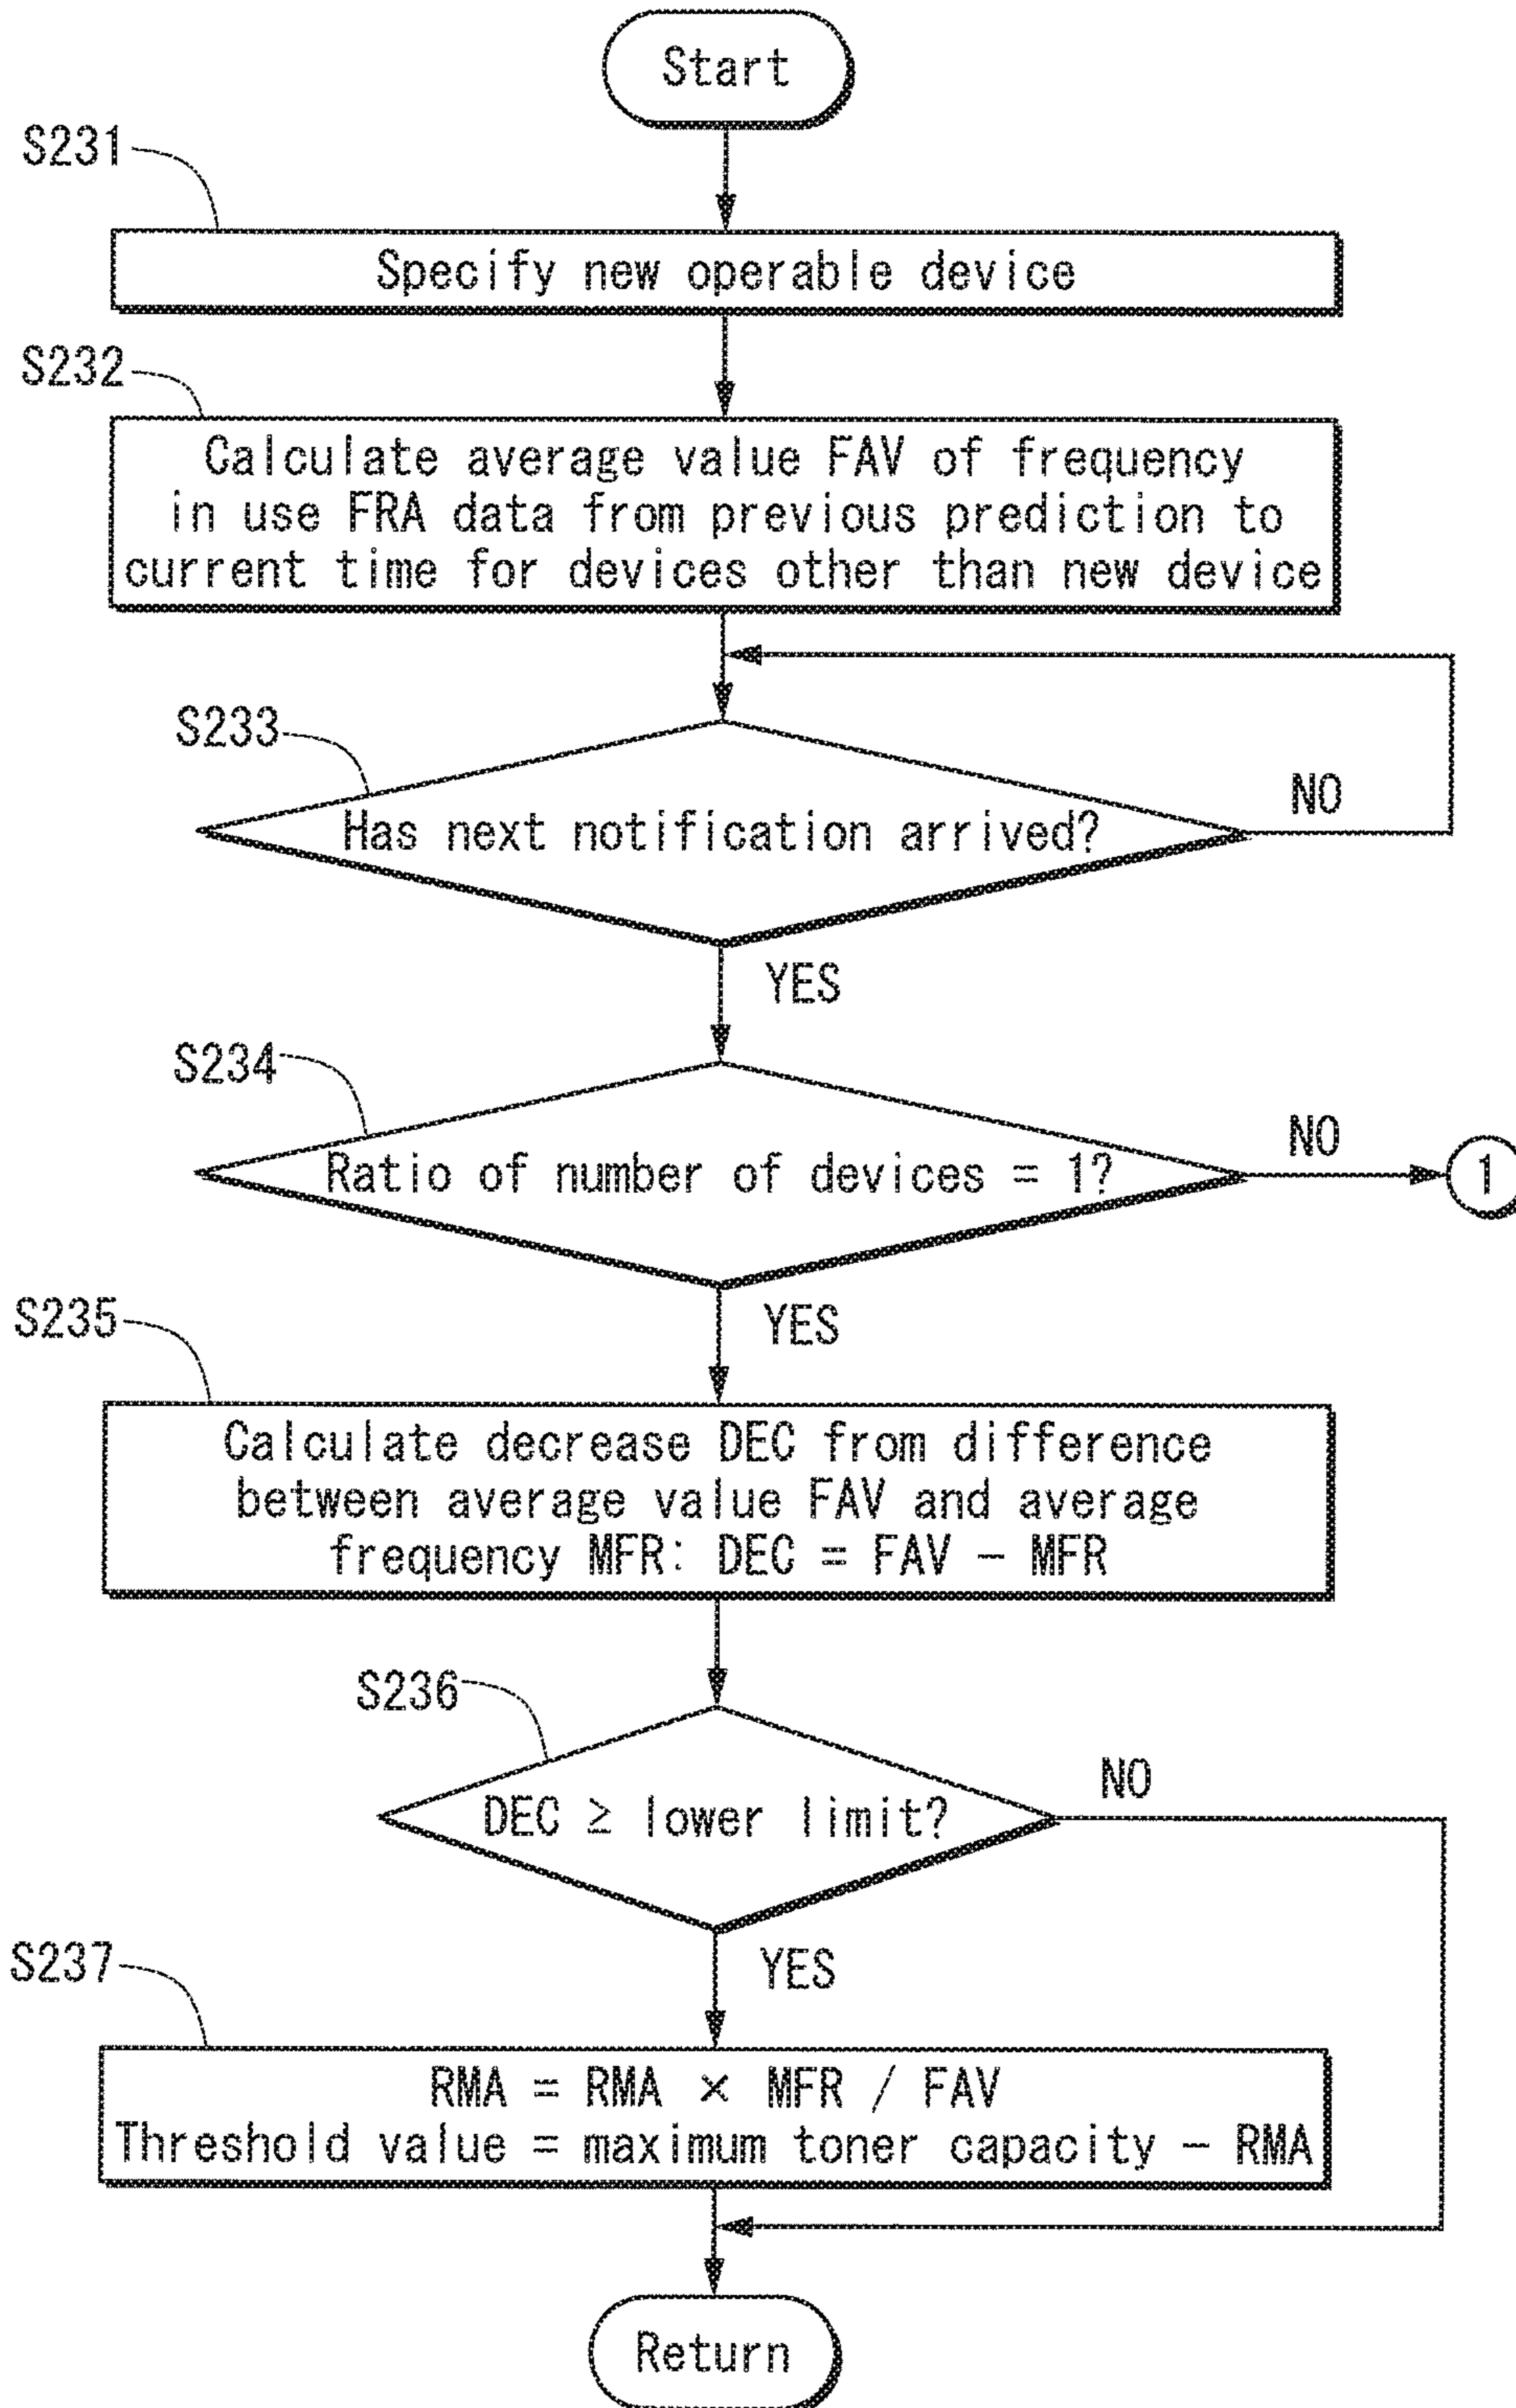 Start
S231
Specify new operable device
S232
Calculate average value FAV of frequency
in use FRA data from previous prediction to
current time for devices other than new device
S233
Has next notification arrived?
NO
YES
S234
Ratio of number of devices = 1?
NO
1
YES
S235
Calculate decrease DEC from difference
between average value FAV and average
frequency MFR: DEC = FAV − MFR
S236
DEC ≥ lower limit?
NO
YES
S237
RMA = RMA × MFR / FAV
Threshold value = maximum toner capacity − RMA
Return